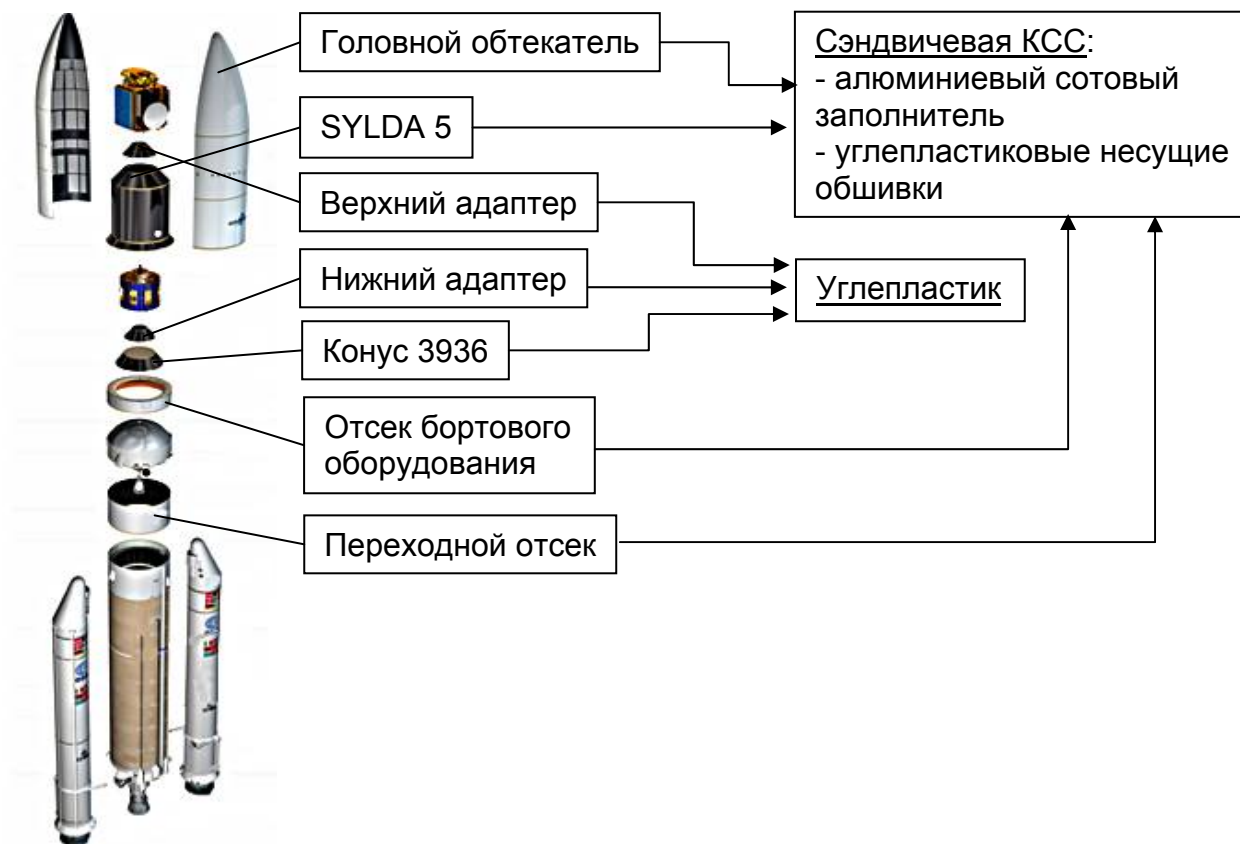 Головной обтекатель
SYLDA 5
Верхний адаптер
Нижний адаптер
Конус 3936
Отсек бортового
оборудования
Переходной отсек
Сэндвичевая КСС:
- алюминиевый сотовый
заполнитель
- углепластиковые несущие
обшивки
Углепластик